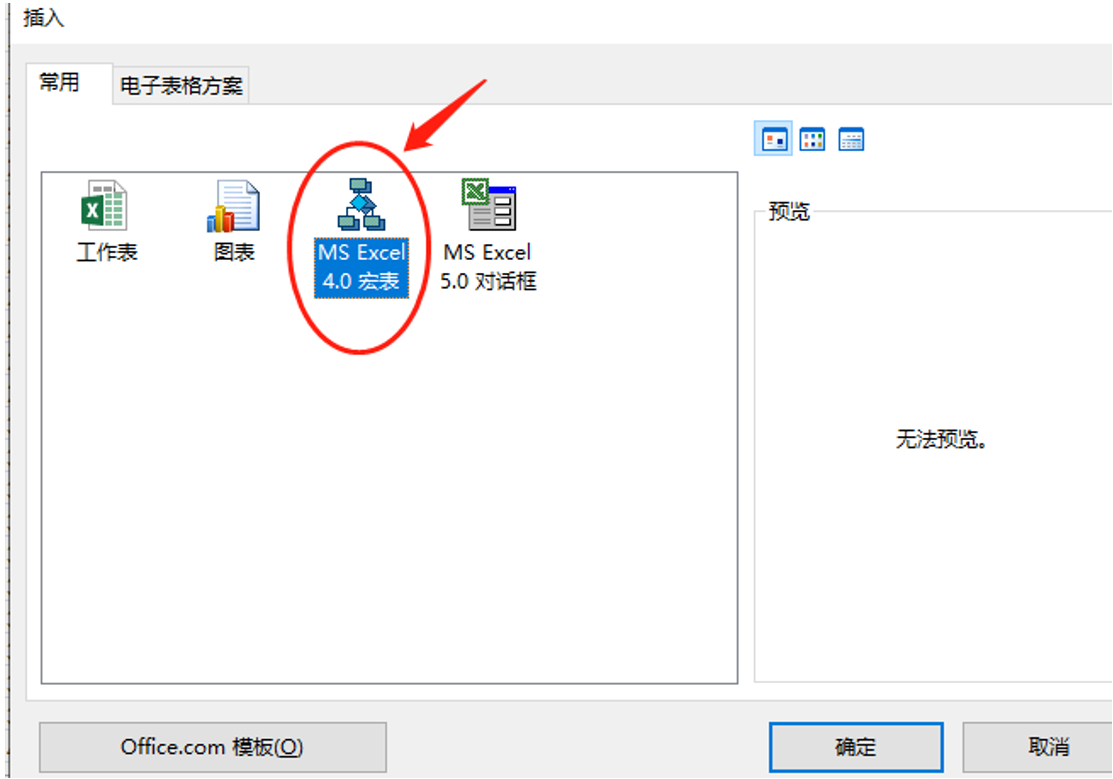 插入
常用
电子表格方案
工作表
图表
MS Excel
4.0 宏表
MS Excel
5.0 对话框
预览
无法预览。
Office.com 模板(O)
确定
取消